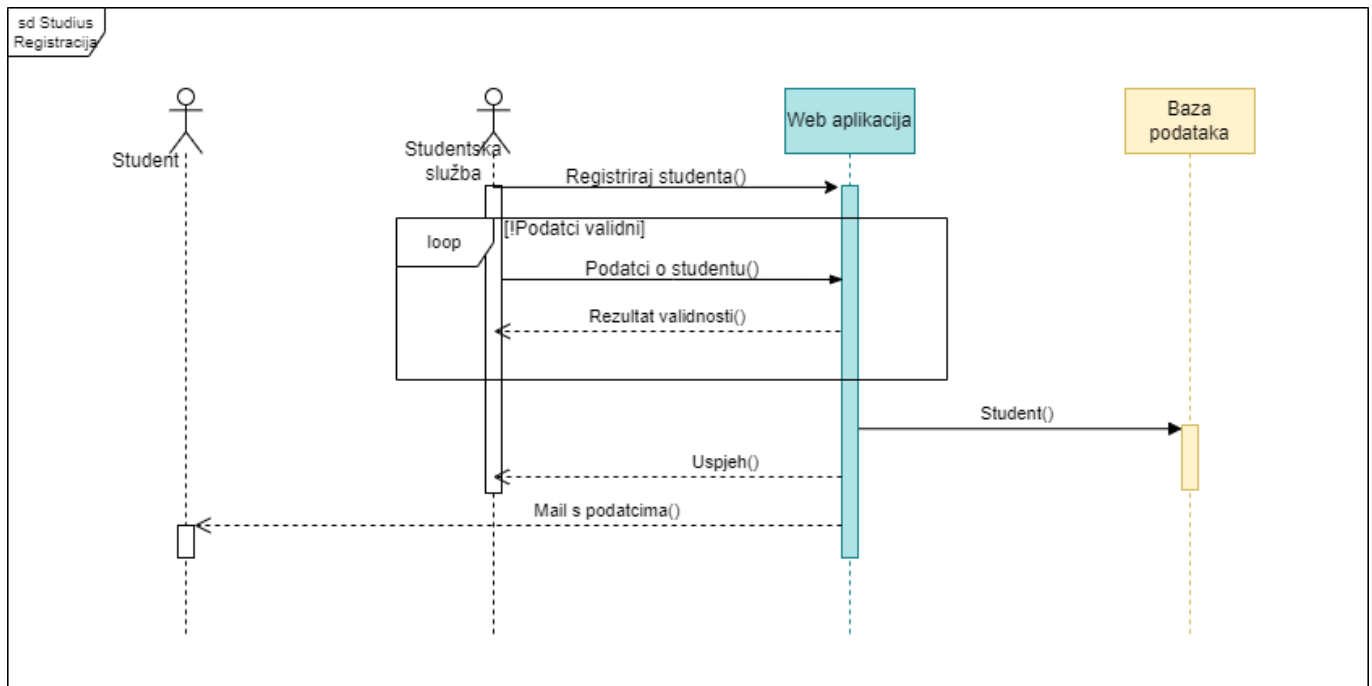 sd Studius
Registracija
Student
Studentska
služba
Web aplikacija
Baza
podataka
Registriraj studenta()
loop
[!Podatci validni]
Podatci o studentu()
Rezultat validnosti()
Student()
Uspjeh()
Mail s podatcima()